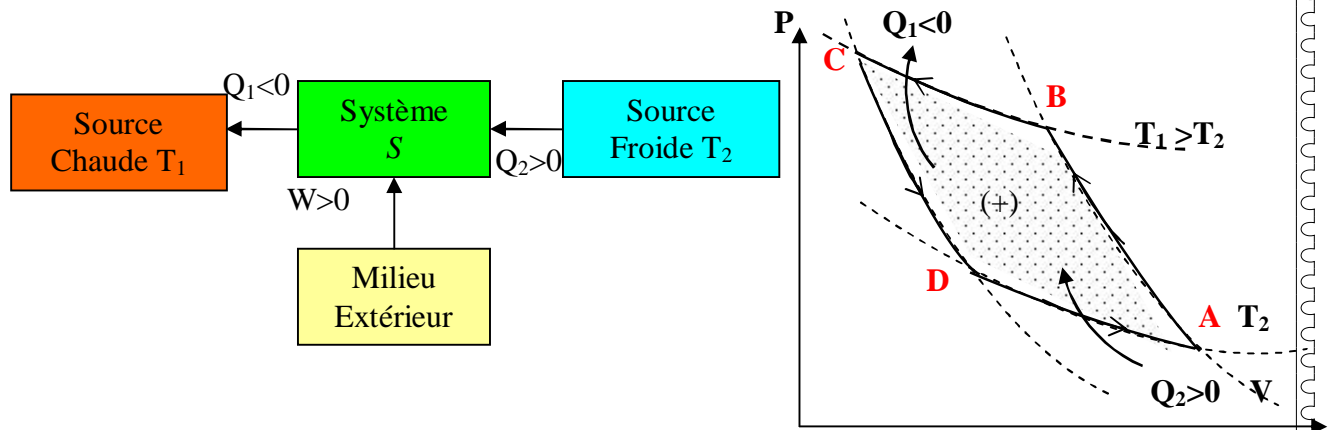 Source
Chaude T₁
Q₁<0
Système
S
W>0
Q₂>0
Source
Froide T₂
Milieu
Extérieur
P
Q₁<0
C
B
T₁ >T₂
(+)
D
A
T₂
Q₂>0
V